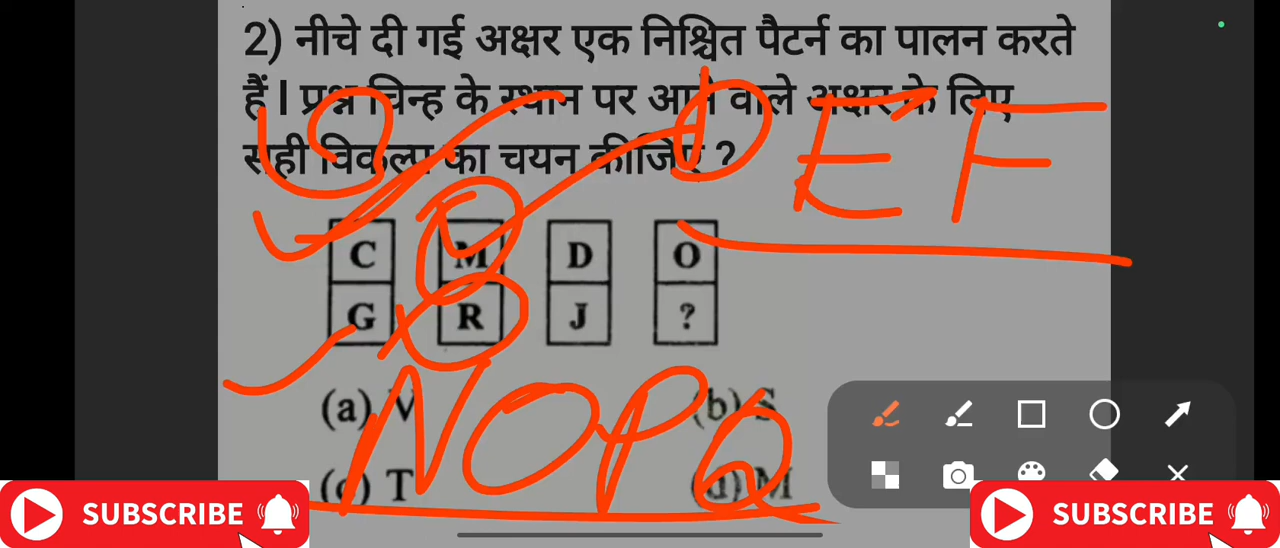 2) नीचे दी गई अक्षर एक निश्चित पैटर्न का पालन करते
हैं l प्रश्न चिन्ह के स्थान पर आने वाले अक्षर के लिए
सही विकल्प का चयन कीजिए ?
D E F
C M D O
G R J ?
(a) V (b) S
NOPQ
(c) T (d) M
SUBSCRIBE SUBSCRIBE